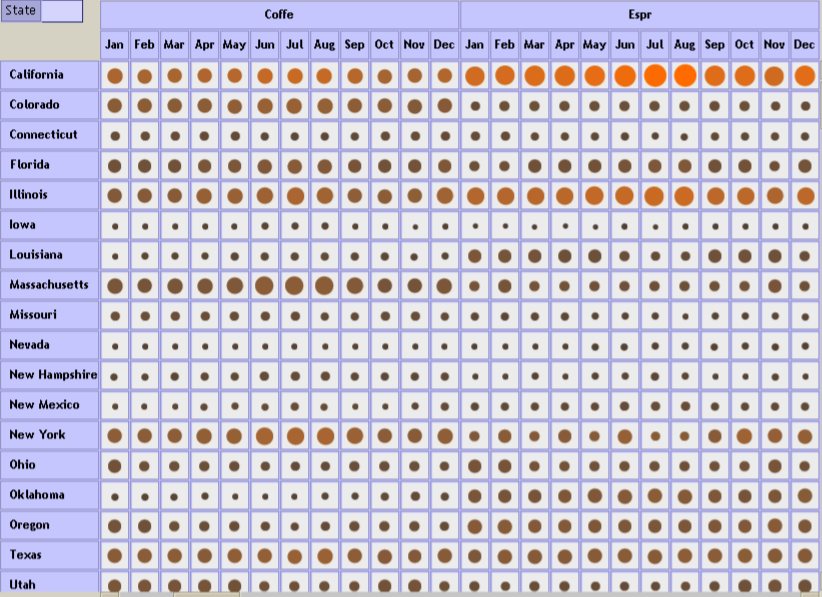 State
Coffe Espr
Jan Feb Mar Apr May Jun Jul Aug Sep Oct Nov Dec Jan Feb Mar Apr May Jun Jul Aug Sep Oct Nov Dec
California
Colorado
Connecticut
Florida
Illinois
Iowa
Louisiana
Massachusetts
Missouri
Nevada
New Hampshire
New Mexico
New York
Ohio
Oklahoma
Oregon
Texas
Utah